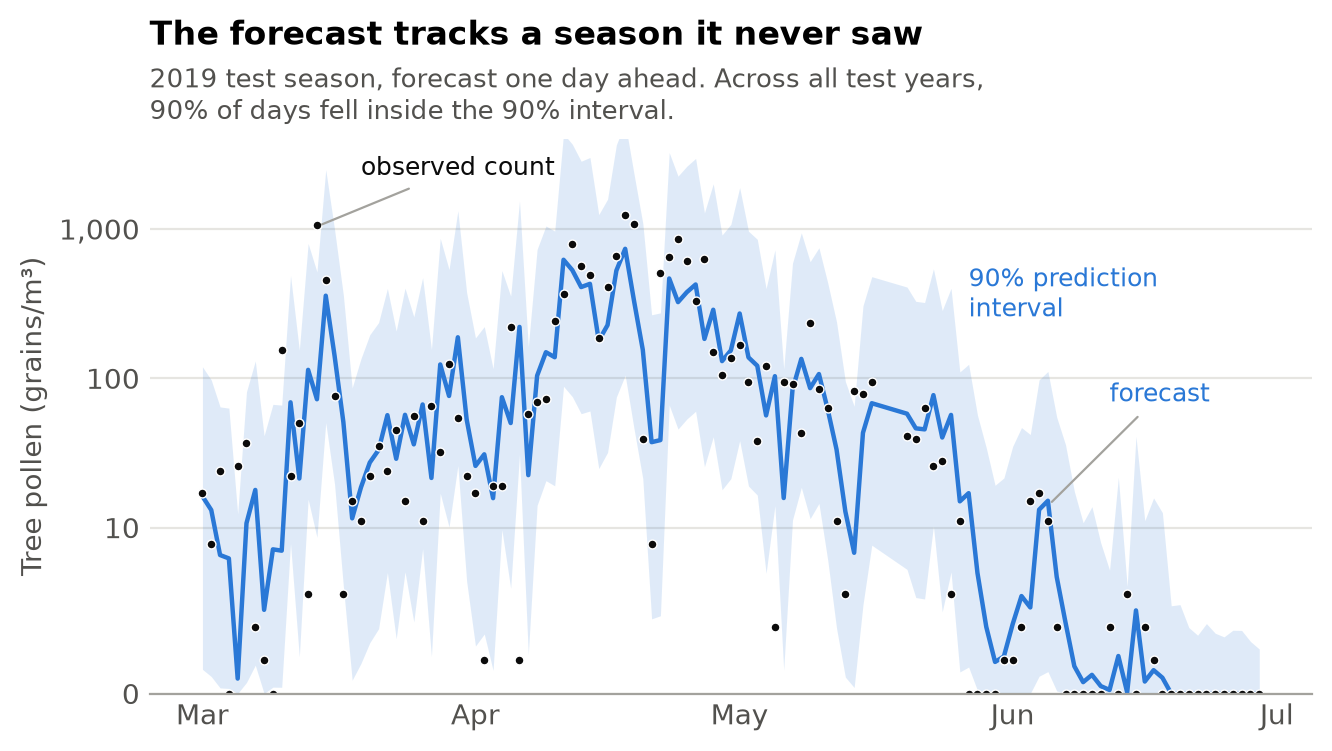 The forecast tracks a season it never saw
2019 test season, forecast one day ahead. Across all test years,
90% of days fell inside the 90% interval.
observed count
1,000
90% prediction
interval
100
forecast
10
0
Tree pollen (grains/m³)
Mar
Apr
May
Jun
Jul